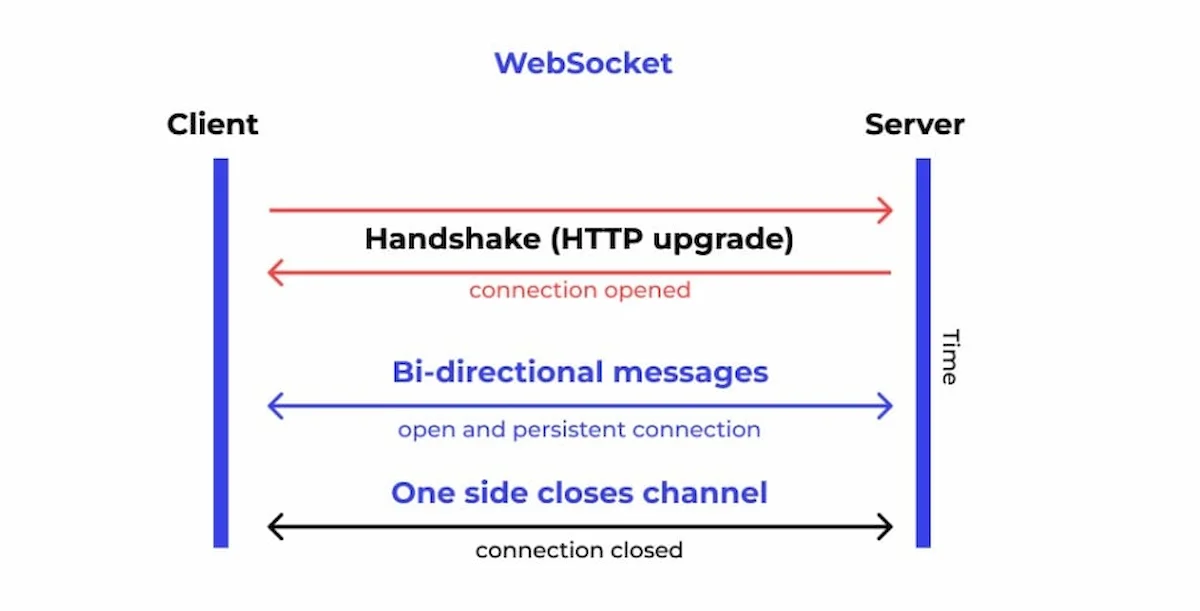 WebSocket
Client
Server
Handshake (HTTP upgrade)
connection opened
Time
Bi-directional messages
open and persistent connection
One side closes channel
connection closed